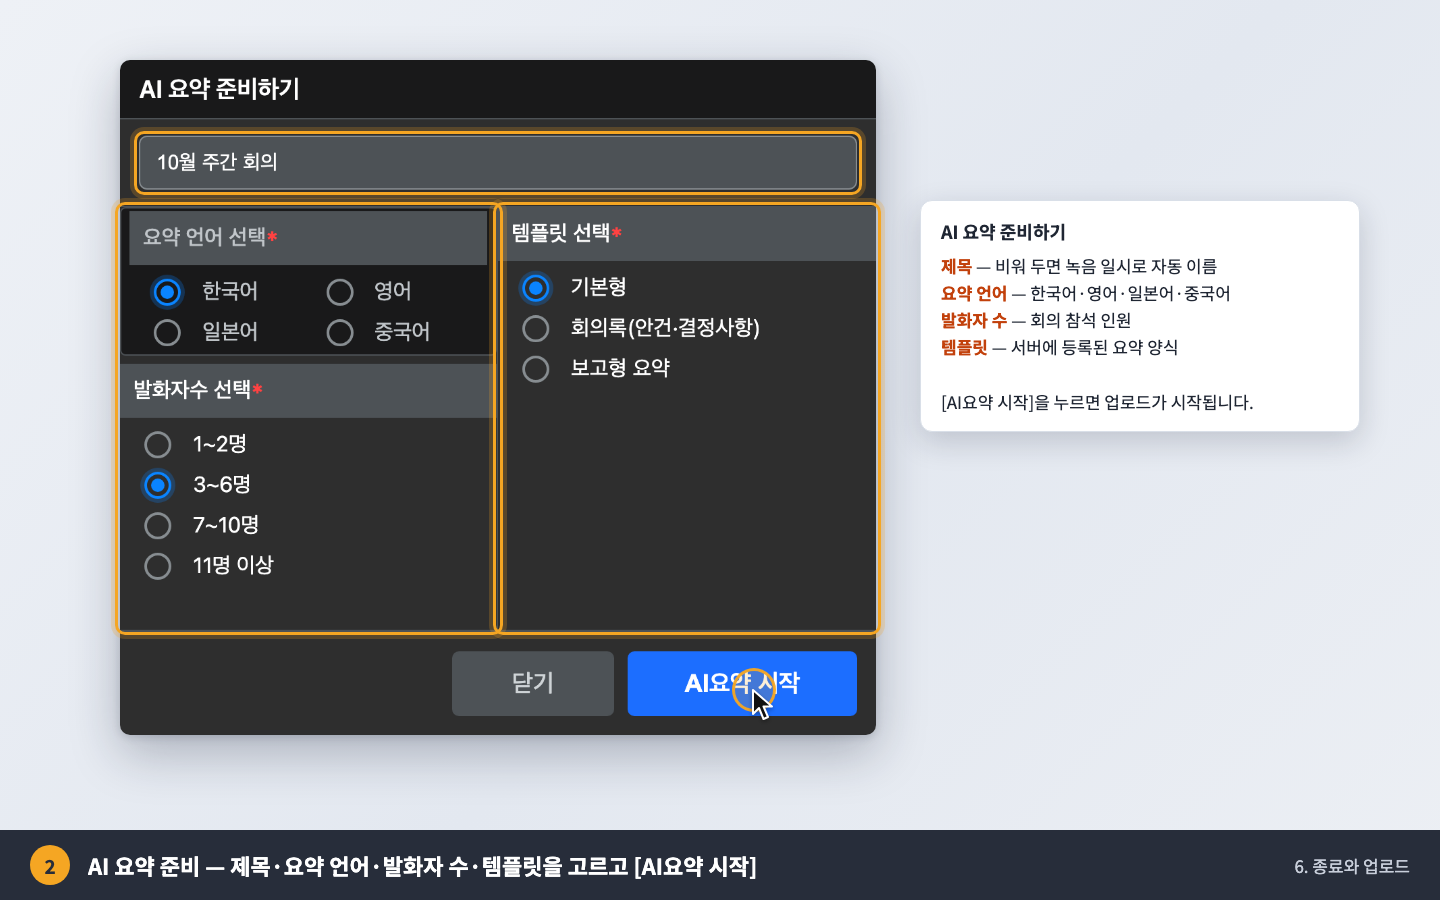 AI 요약 준비하기
10월 주간 회의
요약 언어 선택*
한국어 영어
일본어 중국어
발화자수 선택*
1~2명
3~6명
7~10명
11명 이상
템플릿 선택*
기본형
회의록(안건·결정사항)
보고형 요약
닫기 AI요약 시작
AI 요약 준비하기
제목 — 비워 두면 녹음 일시로 자동 이름
요약 언어 — 한국어·영어·일본어·중국어
발화자 수 — 회의 참석 인원
템플릿 — 서버에 등록된 요약 양식
[AI요약 시작]을 누르면 업로드가 시작됩니다.
2 AI 요약 준비 — 제목·요약 언어·발화자 수·템플릿을 고르고 [AI요약 시작]
6. 종료와 업로드